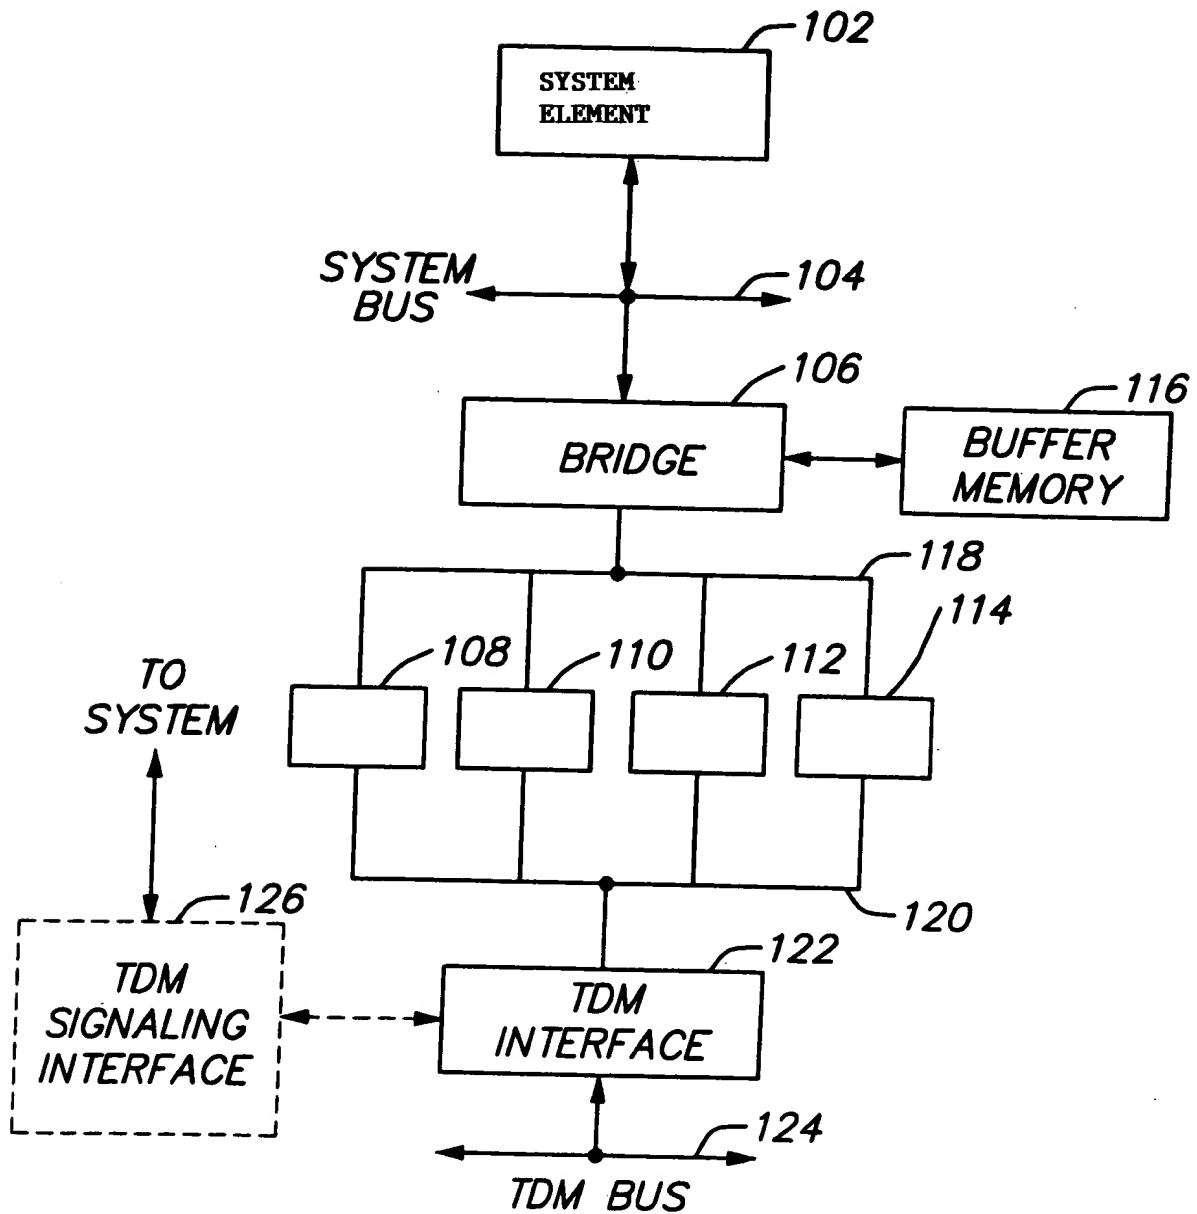 102
SYSTEM
ELEMENT
SYSTEM
BUS
104
106
BRIDGE
116
BUFFER
MEMORY
118
114
108
110
112
TO
SYSTEM
126
TDM
SIGNALING
INTERFACE
120
122
TDM
INTERFACE
124
TDM BUS